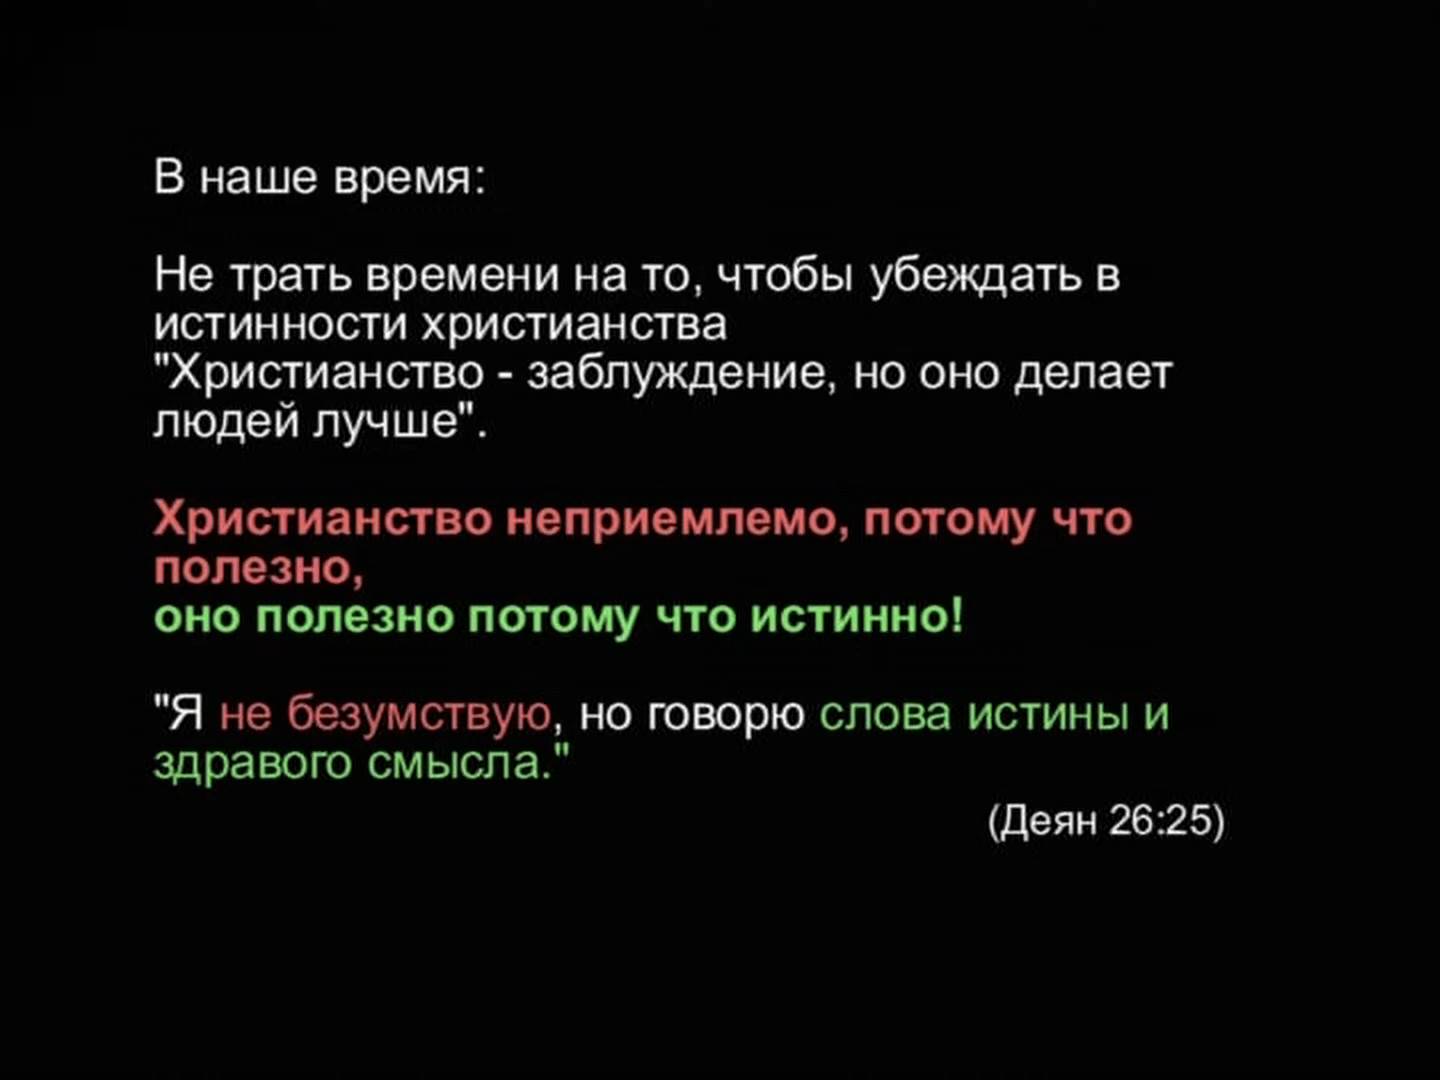 В наше время:
Не трать времени на то, чтобы убеждать в
истинности христианства
"Христианство - заблуждение, но оно делает
людей лучше".
Христианство неприемлемо, потому что
полезно,
оно полезно потому что истинно!
"Я не безумствую, но говорю слова истины и
здравого смысла."
(Деян 26:25)